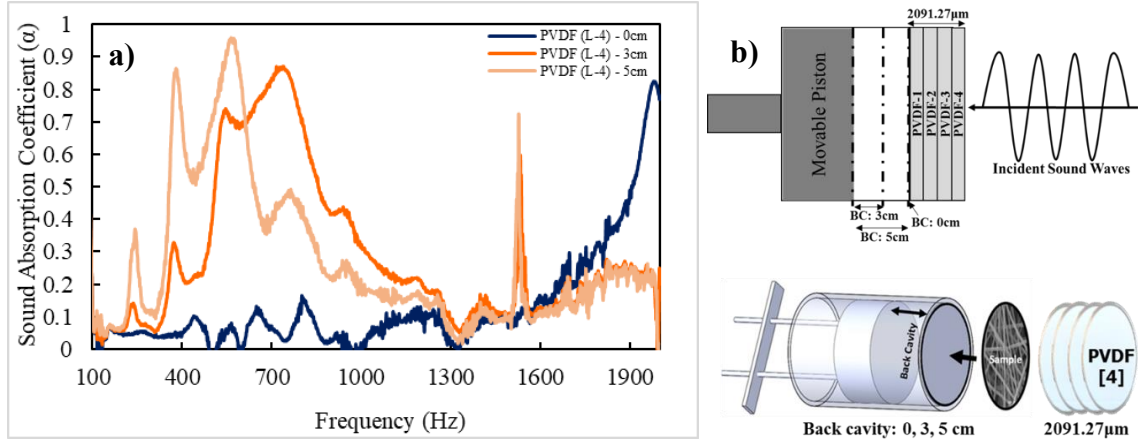 a)
Sound Absorption Coefficient (α)
1
0.9
0.8
0.7
0.6
0.5
0.4
0.3
0.2
0.1
0
PVDF (L-4) - 0cm
PVDF (L-4) - 3cm
PVDF (L-4) - 5cm
100 400 700 1000 1300 1600 1900
Frequency (Hz)
b)
2091.27μm
Movable Piston
PVDF-1
PVDF-2
PVDF-3
PVDF-4
Incident Sound Waves
BC: 3cm
BC: 0cm
BC: 5cm
Back Cavity
Sample
PVDF
[4]
Back cavity: 0, 3, 5 cm
2091.27μm